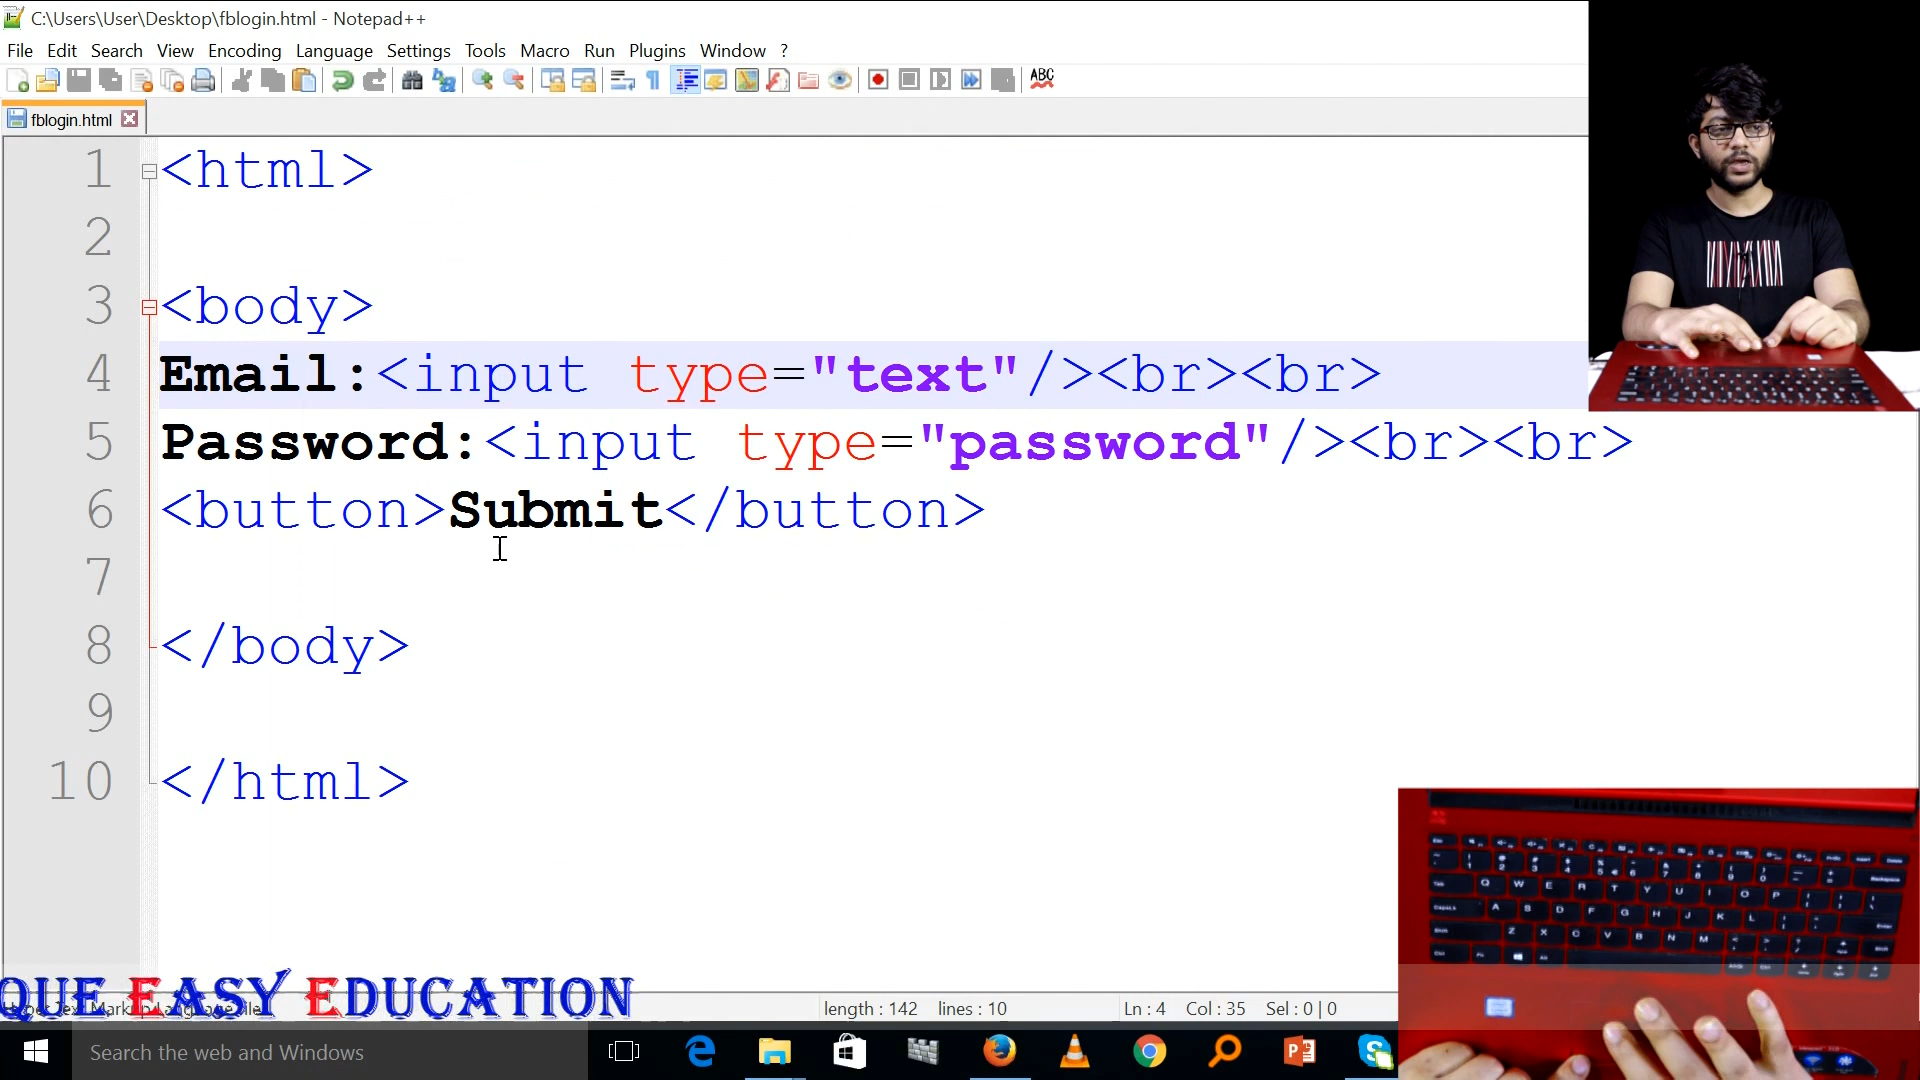 C:\Users\User\Desktop\fblogin.html - Notepad++
File Edit Search View Encoding Language Settings Tools Macro Run Plugins Window ?
ABC
fblogin.html
1 <html>
2
3 <body>
4 Email:<input type="text"/><br><br>
5 Password:<input type="password"/><br><br>
6 <button>Submit</button>
7
8 </body>
9
10 </html>
QUE EASY EDUCATION
length : 142 lines : 10 Ln : 4 Col : 35 Sel : 0 | 0
Search the web and Windows